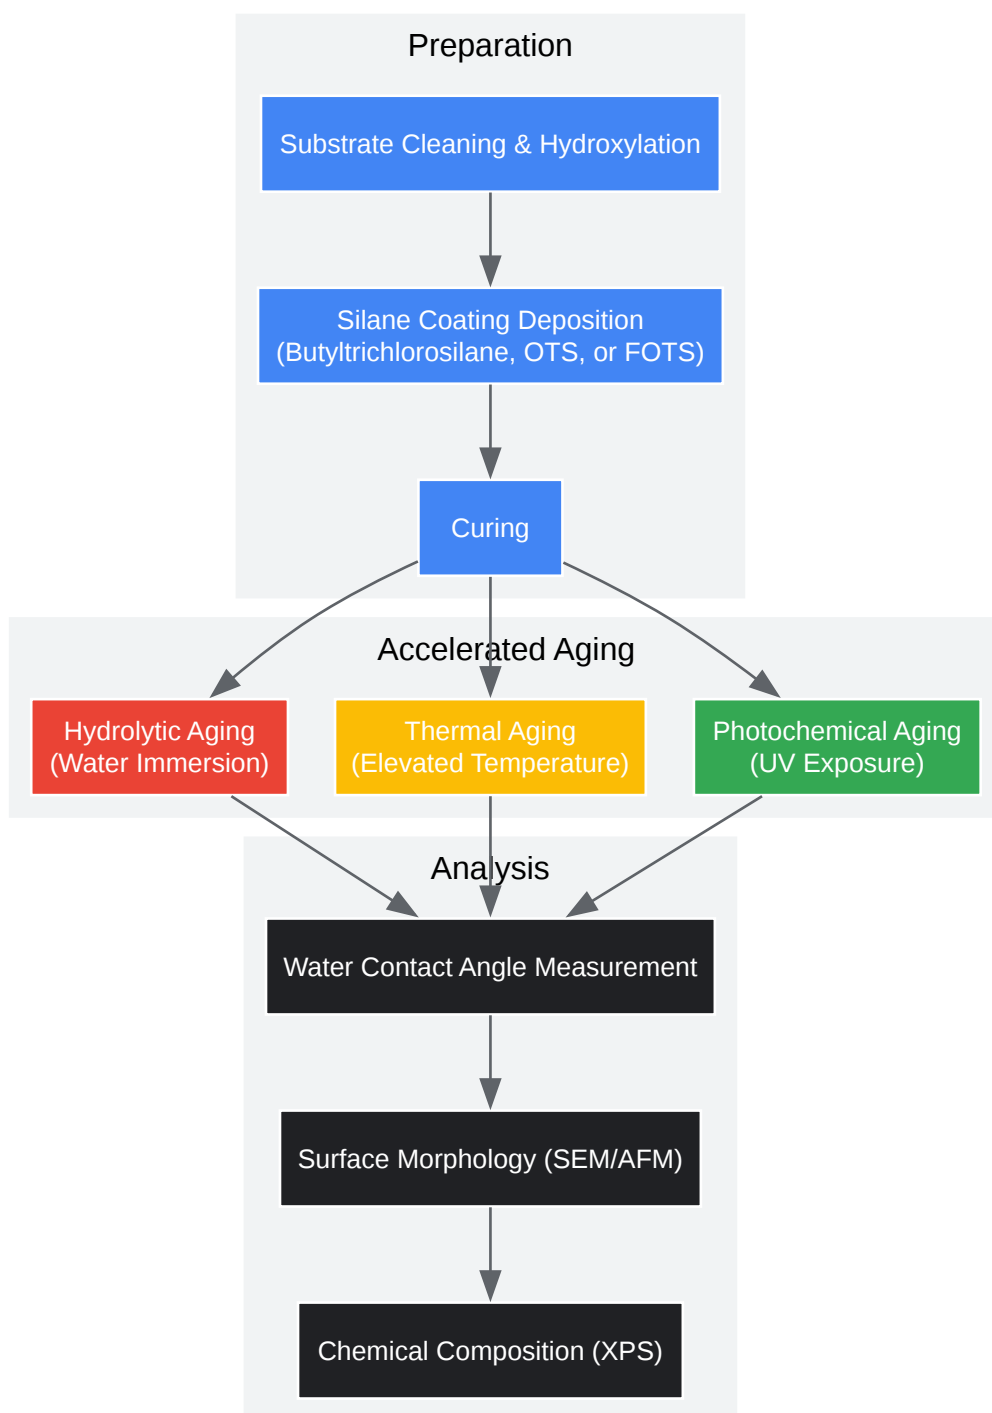 Preparation
Substrate Cleaning & Hydroxylation
Silane Coating Deposition
(Butyltrichlorosilane, OTS, or FOTS)
Curing
Accelerated Aging
Hydrolytic Aging
(Water Immersion)
Thermal Aging
(Elevated Temperature)
Photochemical Aging
(UV Exposure)
Analysis
Water Contact Angle Measurement
Surface Morphology (SEM/AFM)
Chemical Composition (XPS)